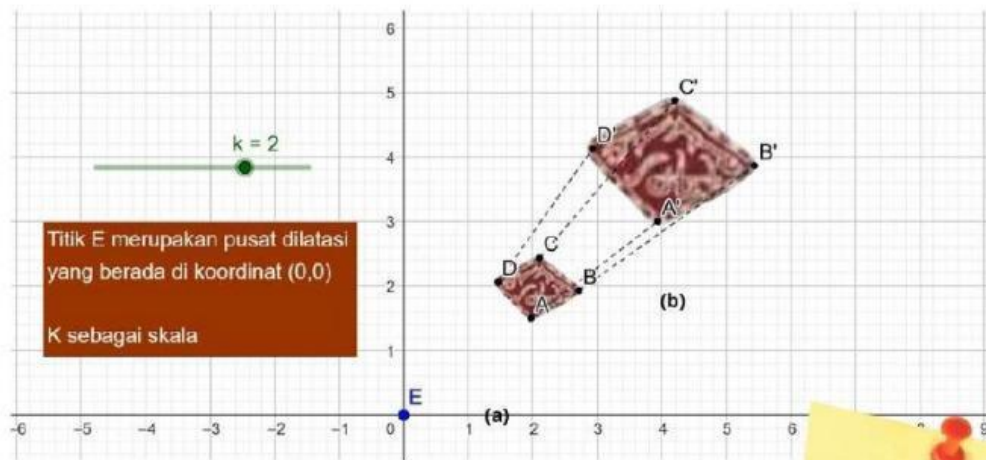 6
5
C'
k = 2
D'
4
B'
3
A'
Titik E merupakan pusat dilatasi
yang berada di koordinat (0,0)
K sebagai skala
C
D
2
B
A
(b)
1
E
(a)
−6 −5 −4 −3 −2 −1 0 2 3 4 5 6 9